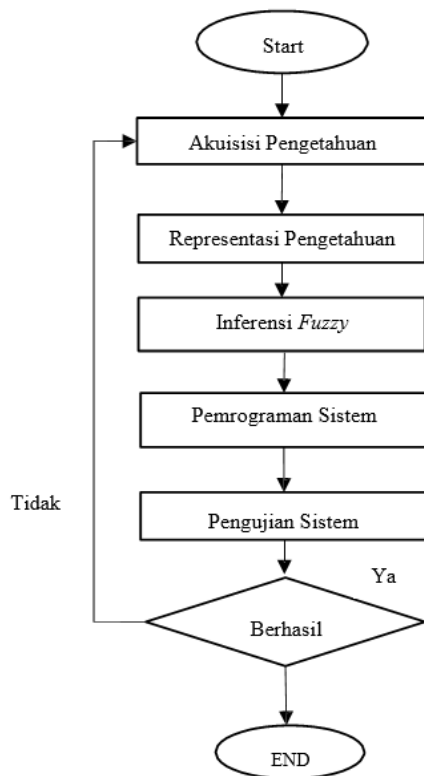 Start
Akuisisi Pengetahuan
Representasi Pengetahuan
Inferensi Fuzzy
Pemrograman Sistem
Tidak
Pengujian Sistem
Ya
Berhasil
END